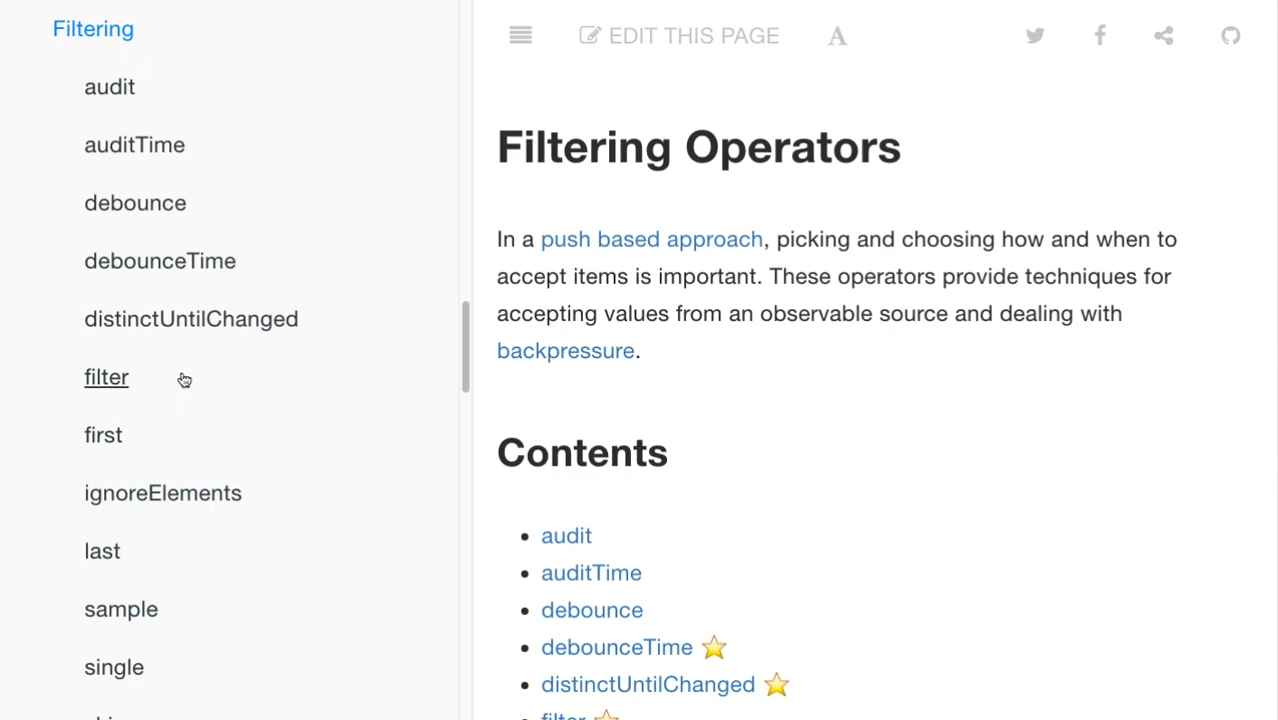 Filtering
audit
auditTime
debounce
debounceTime
distinctUntilChanged
filter
first
ignoreElements
last
sample
single
EDIT THIS PAGE
A
Filtering Operators
In a push based approach, picking and choosing how and when to
accept items is important. These operators provide techniques for
accepting values from an observable source and dealing with
backpressure.
Contents
audit
auditTime
debounce
debounceTime
distinctUntilChanged
filter